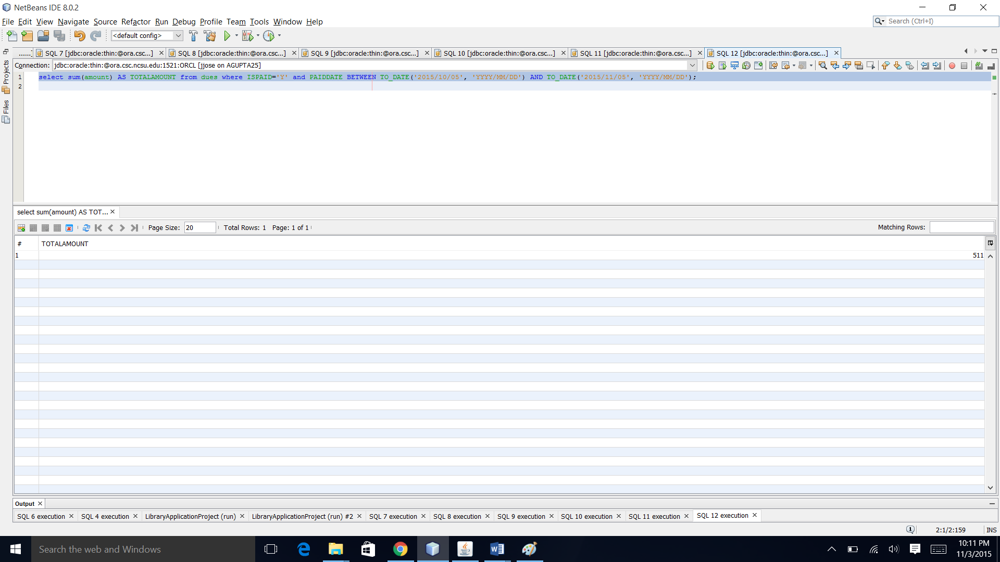 NetBeans IDE 8.0.2
File Edit View Navigate Source Refactor Run Debug Profile Team Tools Window Help
Search (Ctrl+I)
<default config>
......] SQL 7 [jdbc:oracle:thin:@ora.csc...] SQL 8 [jdbc:oracle:thin:@ora.csc...] SQL 9 [jdbc:oracle:thin:@ora.csc...] SQL 10 [jdbc:oracle:thin:@ora.csc...] SQL 11 [jdbc:oracle:thin:@ora.csc...] SQL 12 [jdbc:oracle:thin:@ora.csc...]
Projects
Files
Connection: jdbc:oracle:thin:@ora.csc.ncsu.edu:1521:ORCL [jjose on AGUPTA25]
1 select sum(amount) AS TOTALAMOUNT from dues where ISPAID='Y' and PAIDDATE BETWEEN TO_DATE('2015/10/05', 'YYYY/MM/DD') AND TO_DATE('2015/11/05', 'YYYY/MM/DD');
2
select sum(amount) AS TOT...
Page Size: 20 Total Rows: 1 Page: 1 of 1 Matching Rows:
# TOTALAMOUNT
1 511
Output
SQL 6 execution SQL 4 execution LibraryApplicationProject (run) LibraryApplicationProject (run) #2 SQL 7 execution SQL 8 execution SQL 9 execution SQL 10 execution SQL 11 execution SQL 12 execution
1 2:1/2:159 INS
Search the web and Windows
10:11 PM
11/3/2015